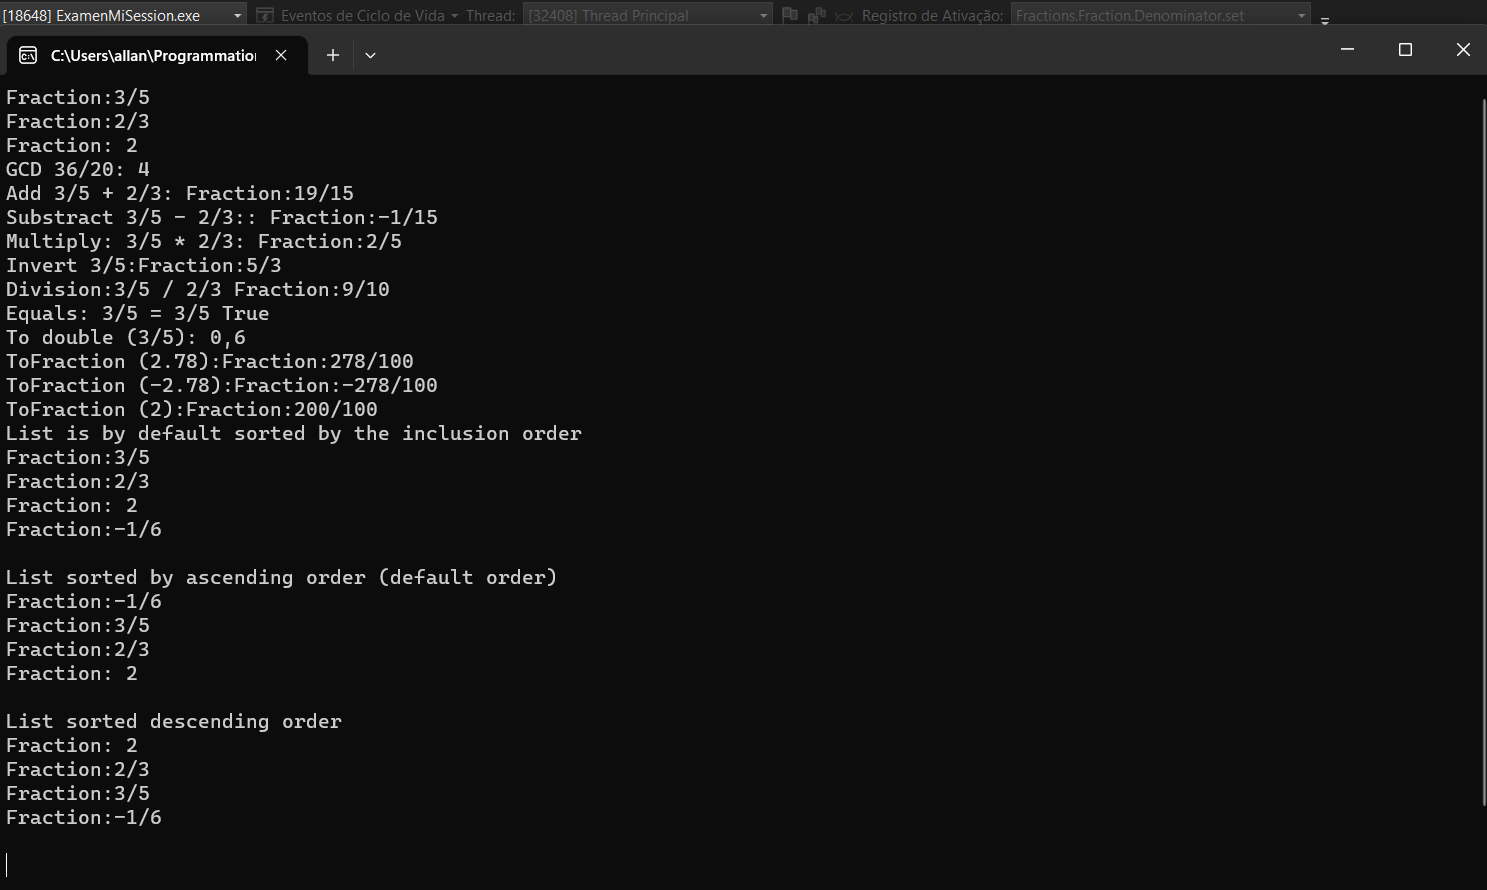 [18648] ExamenMiSession.exe Eventos de Ciclo de Vida Thread: [32408] Thread Principal Registro de Ativação: Fractions.Fraction.Denominator.set
C:\Users\allan\Programmation
Fraction:3/5
Fraction:2/3
Fraction: 2
GCD 36/20: 4
Add 3/5 + 2/3: Fraction:19/15
Substract 3/5 - 2/3:: Fraction:-1/15
Multiply: 3/5 * 2/3: Fraction:2/5
Invert 3/5:Fraction:5/3
Division:3/5 / 2/3 Fraction:9/10
Equals: 3/5 = 3/5 True
To double (3/5): 0,6
ToFraction (2.78):Fraction:278/100
ToFraction (-2.78):Fraction:-278/100
ToFraction (2):Fraction:200/100
List is by default sorted by the inclusion order
Fraction:3/5
Fraction:2/3
Fraction: 2
Fraction:-1/6
List sorted by ascending order (default order)
Fraction:-1/6
Fraction:3/5
Fraction:2/3
Fraction: 2
List sorted descending order
Fraction: 2
Fraction:2/3
Fraction:3/5
Fraction:-1/6